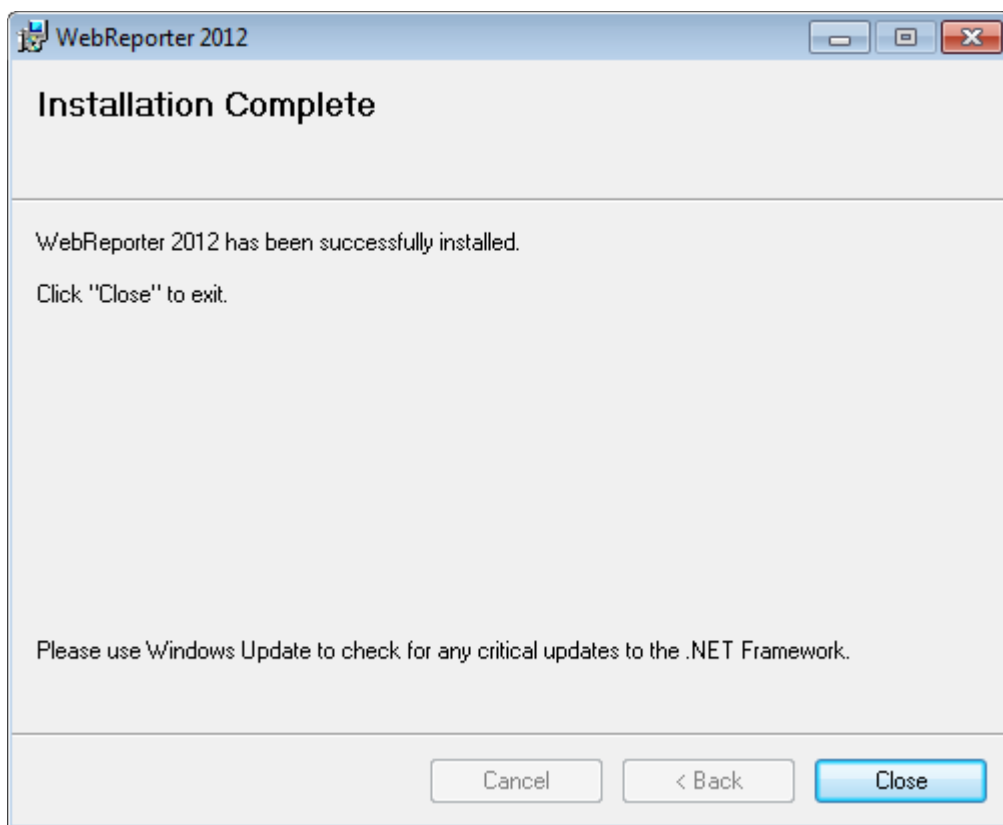 WebReporter 2012
Installation Complete
WebReporter 2012 has been successfully installed.
Click "Close" to exit.
Please use Windows Update to check for any critical updates to the .NET Framework.
Cancel
< Back
Close